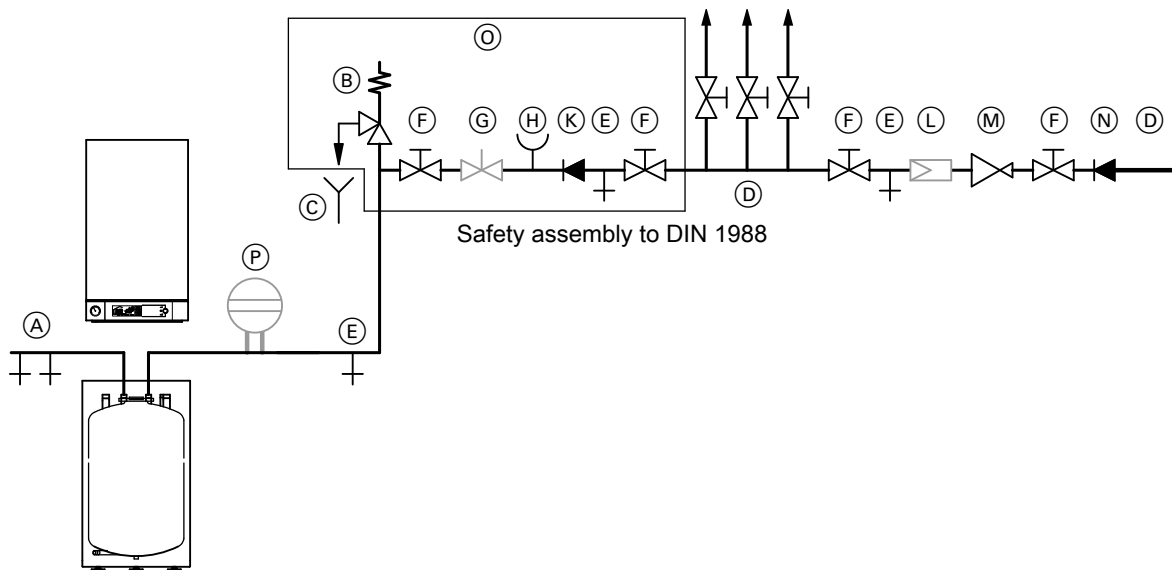 O
B
F G H K E F F E L M F N D
C
D
Safety assembly to DIN 1988
P
A
E